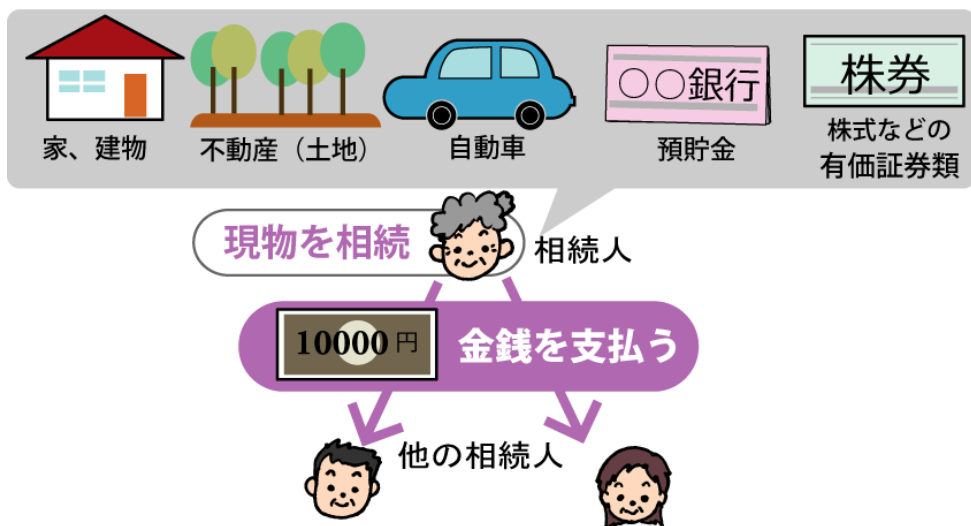 ○○銀行
株券
家、建物
不動産（土地）
自動車
預貯金
株式などの
有価証券類
現物を相続
相続人
10000円
金銭を支払う
他の相続人